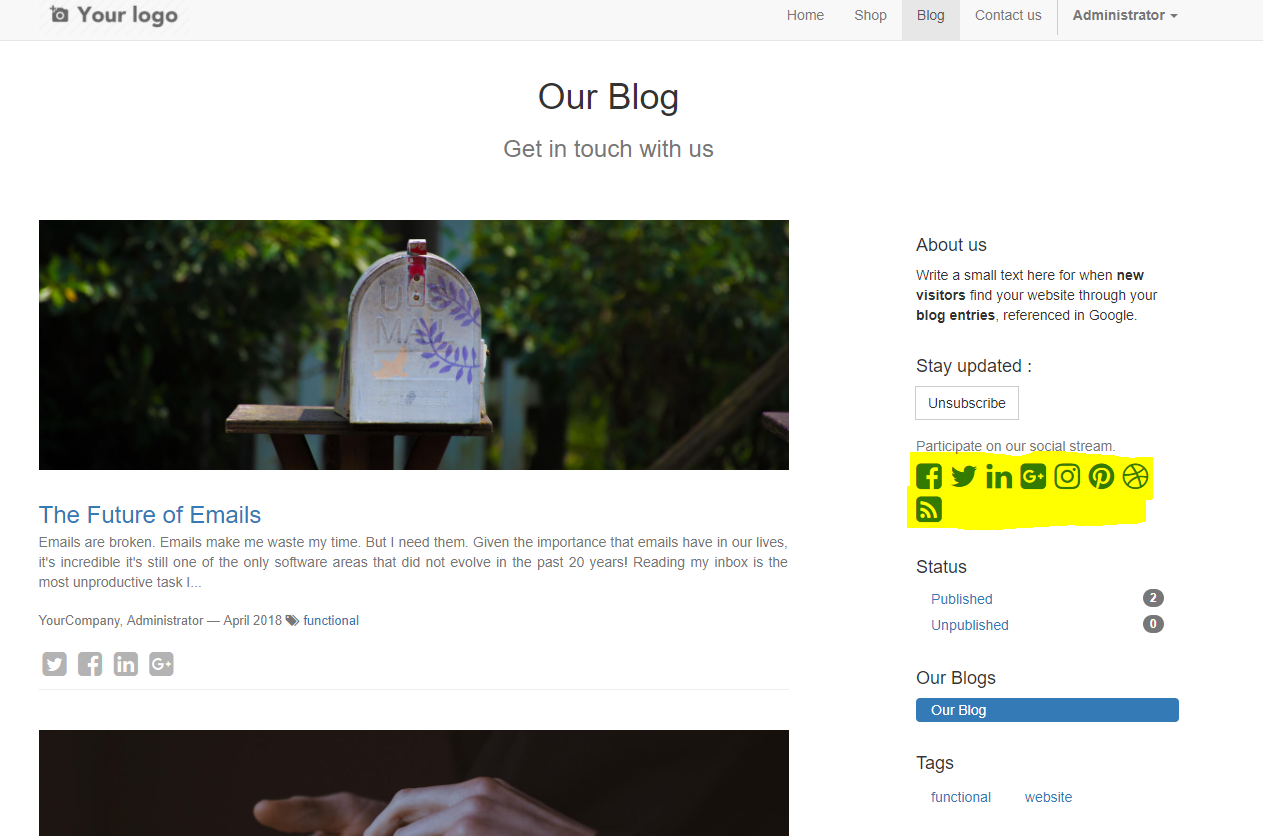 Your logo
Home Shop Blog Contact us Administrator
Our Blog
Get in touch with us
U.S.
MAIL
The Future of Emails
Emails are broken. Emails make me waste my time. But I need them. Given the importance that emails have in our lives,
it's incredible it's still one of the only software areas that did not evolve in the past 20 years! Reading my inbox is the
most unproductive task I...
YourCompany, Administrator — April 2018 functional
About us
Write a small text here for when new
visitors find your website through your
blog entries, referenced in Google.
Stay updated :
Unsubscribe
Participate on our social stream.
Status
Published 2
Unpublished 0
Our Blogs
Our Blog
Tags
functional website